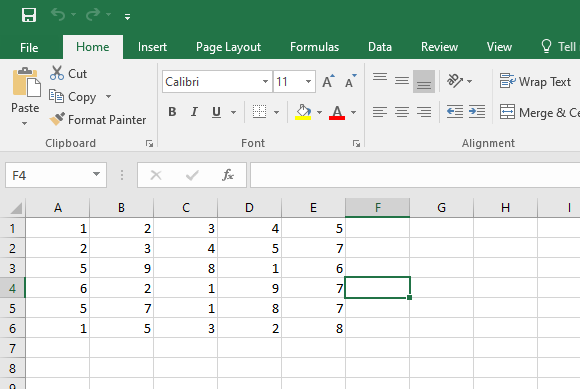 File Home Insert Page Layout Formulas Data Review View Tell
Cut
Copy
Format Painter
Paste
Clipboard
Calibri 11 A A
B I U A
Font
ab Wrap Text
Merge & Ce
Alignment
F4 fx
A B C D E F G H I
1 1 2 3 4 5
2 2 3 4 5 7
3 5 9 8 1 6
4 6 2 1 9 7
5 5 7 1 8 7
6 1 5 3 2 8
7
8
9